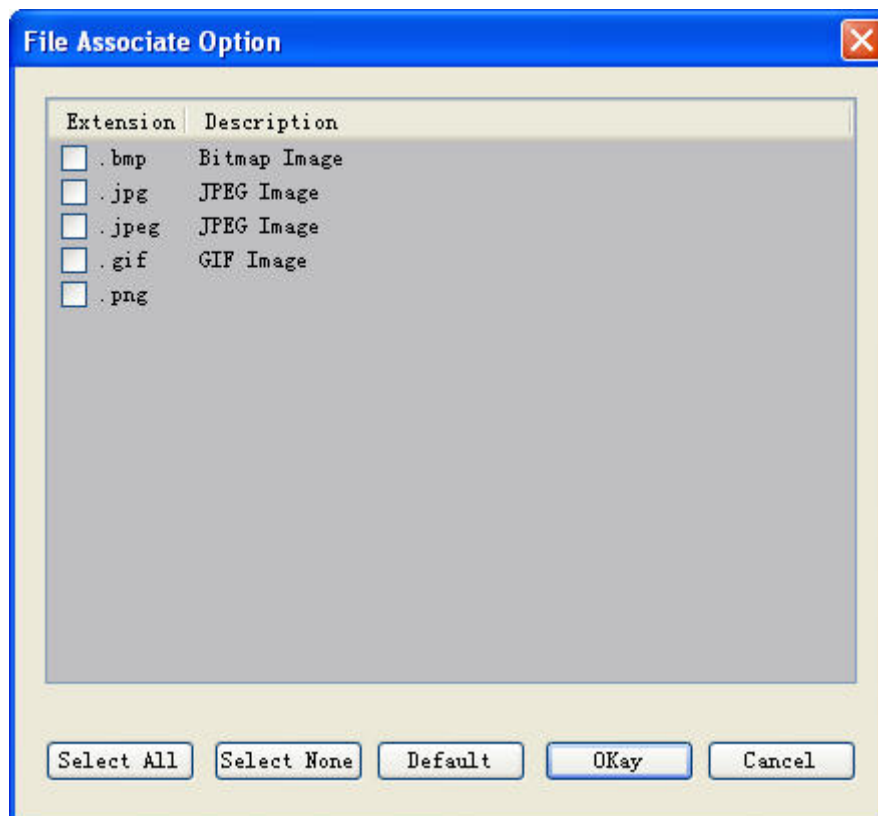 File Associate Option
Extension Description
.bmp Bitmap Image
.jpg JPEG Image
.jpeg JPEG Image
.gif GIF Image
.png
Select All Select None Default OKay Cancel